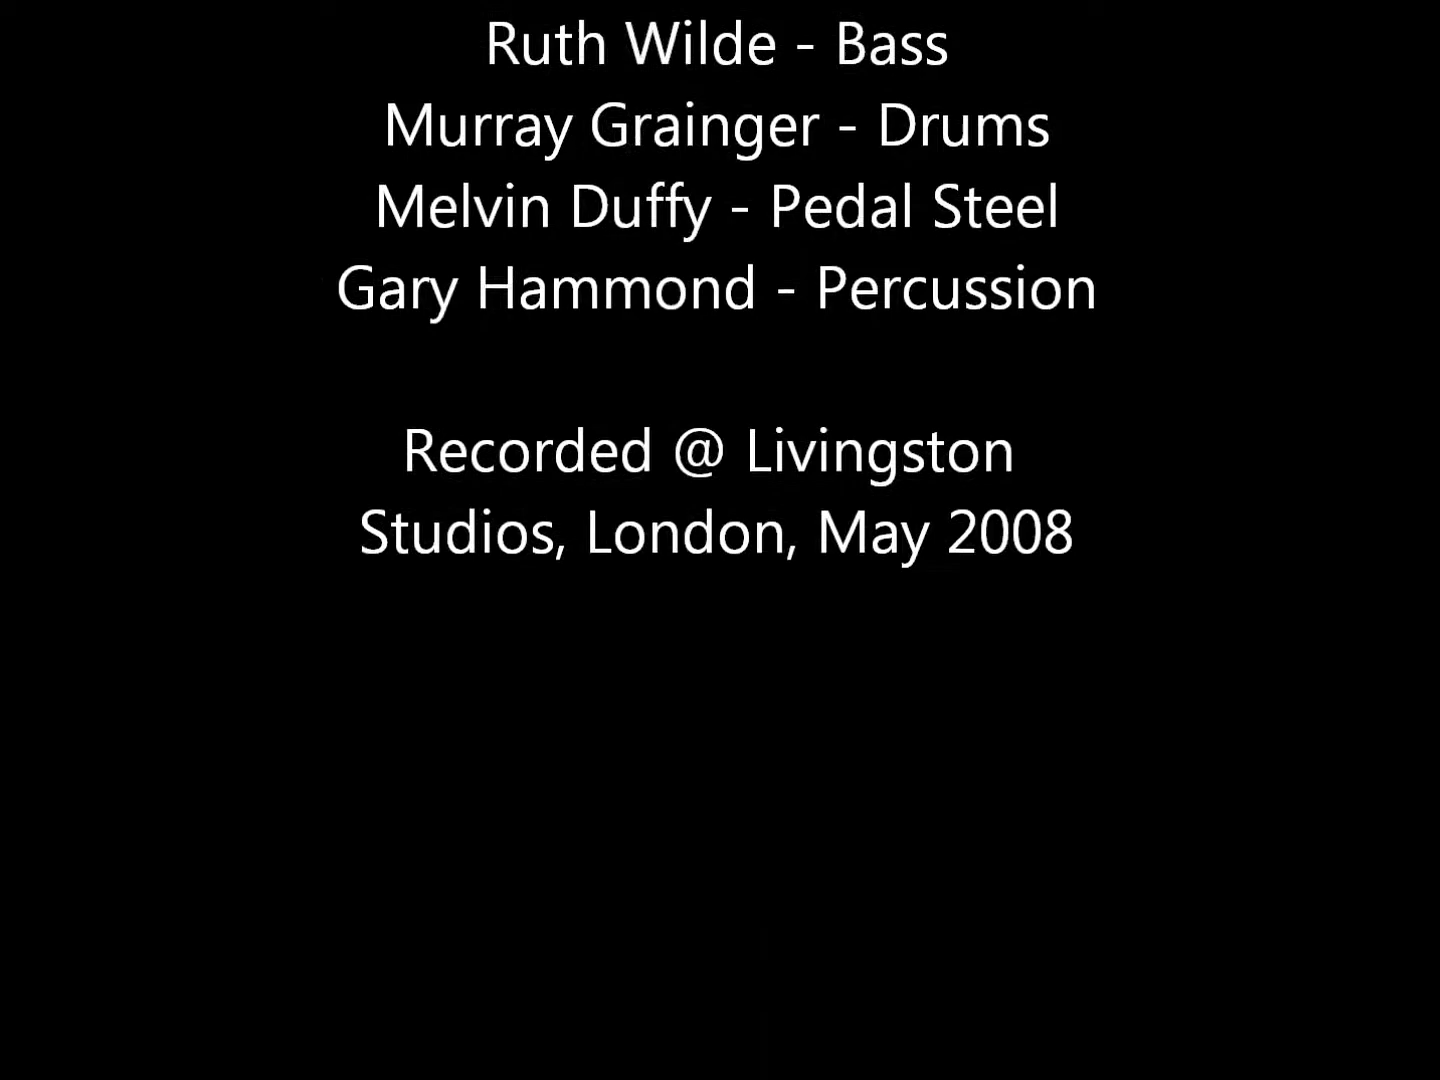 Ruth Wilde - Bass
Murray Grainger - Drums
Melvin Duffy - Pedal Steel
Gary Hammond - Percussion
Recorded @ Livingston
Studios, London, May 2008